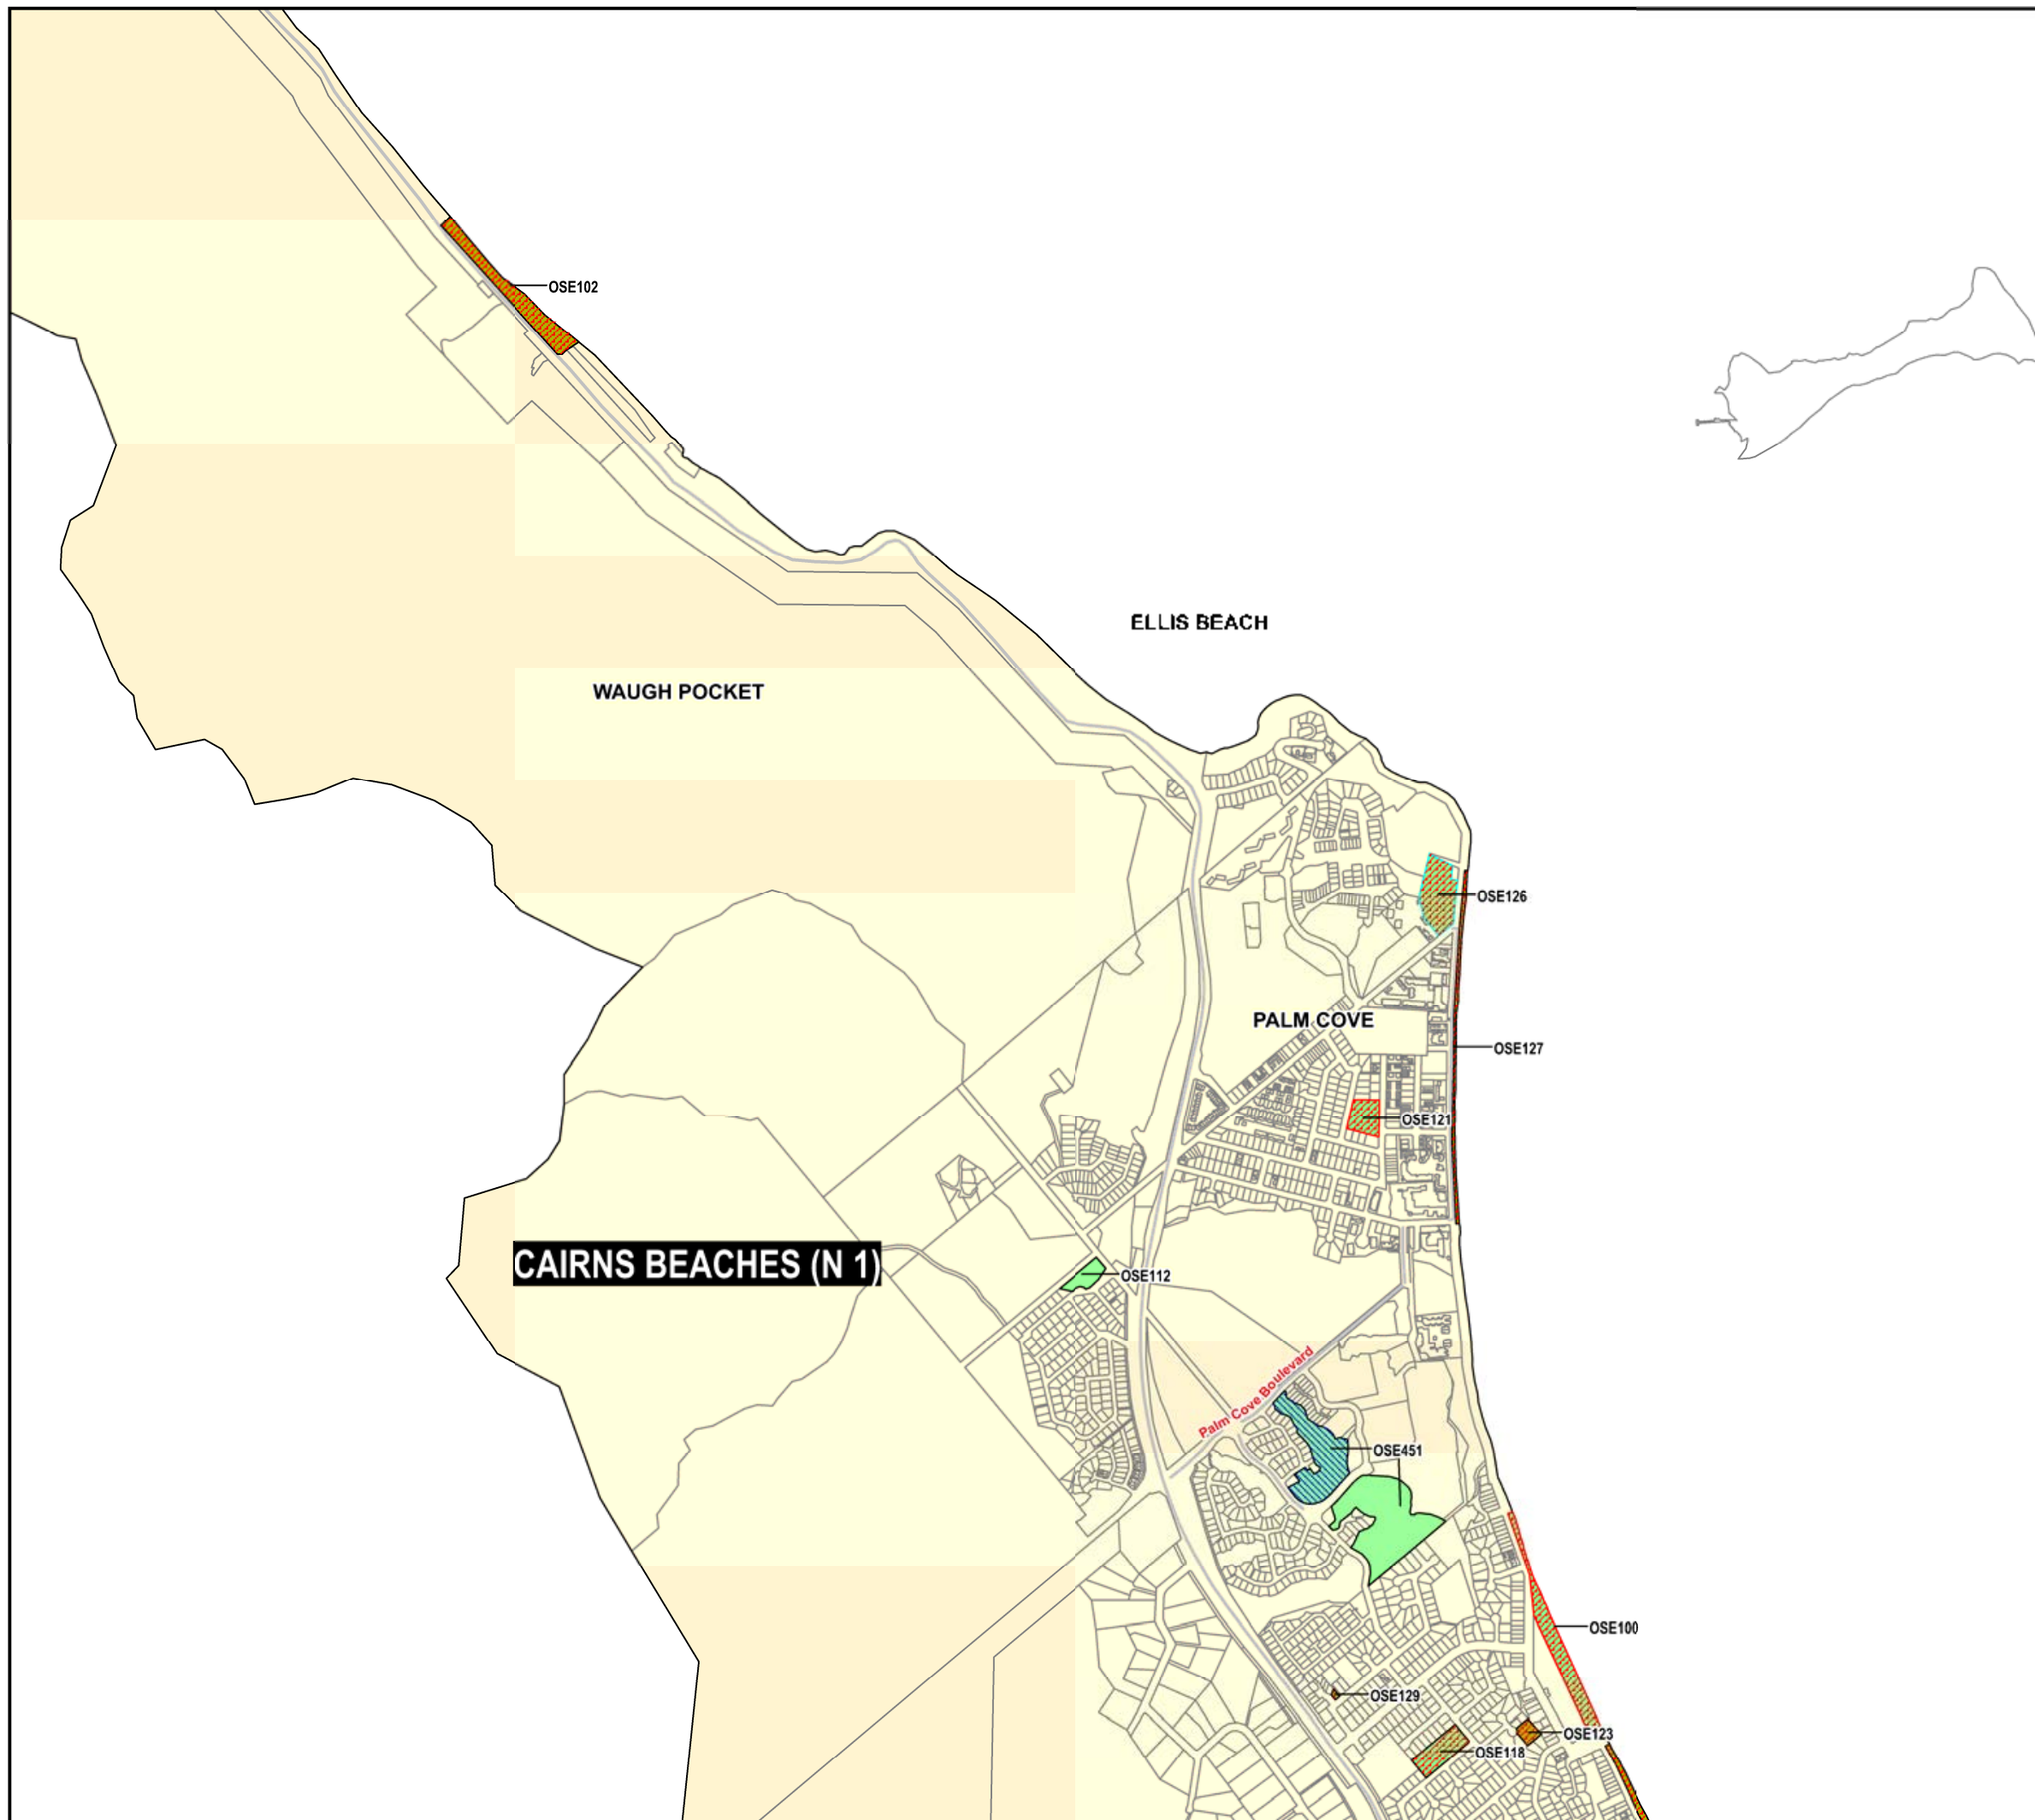 OSE102
ELLIS BEACH
WAUGH POCKET
OSE126
PALM COVE
OSE127
OSE121
CAIRNS BEACHES (N 1)
OSE112
Palm Cove Boulevard
OSE451
OSE100
OSE129
OSE123
OSE118